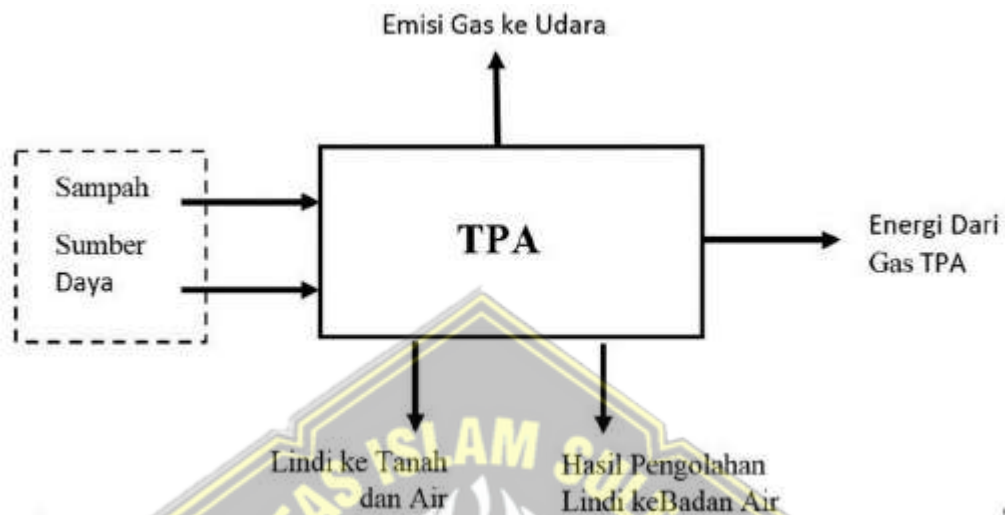 Emisi Gas ke Udara
Sampah
Sumber
Daya
TPA
Energi Dari
Gas TPA
Lindi ke Tanah
dan Air
Hasil Pengolahan
Lindi keBadan Air
ISLAM